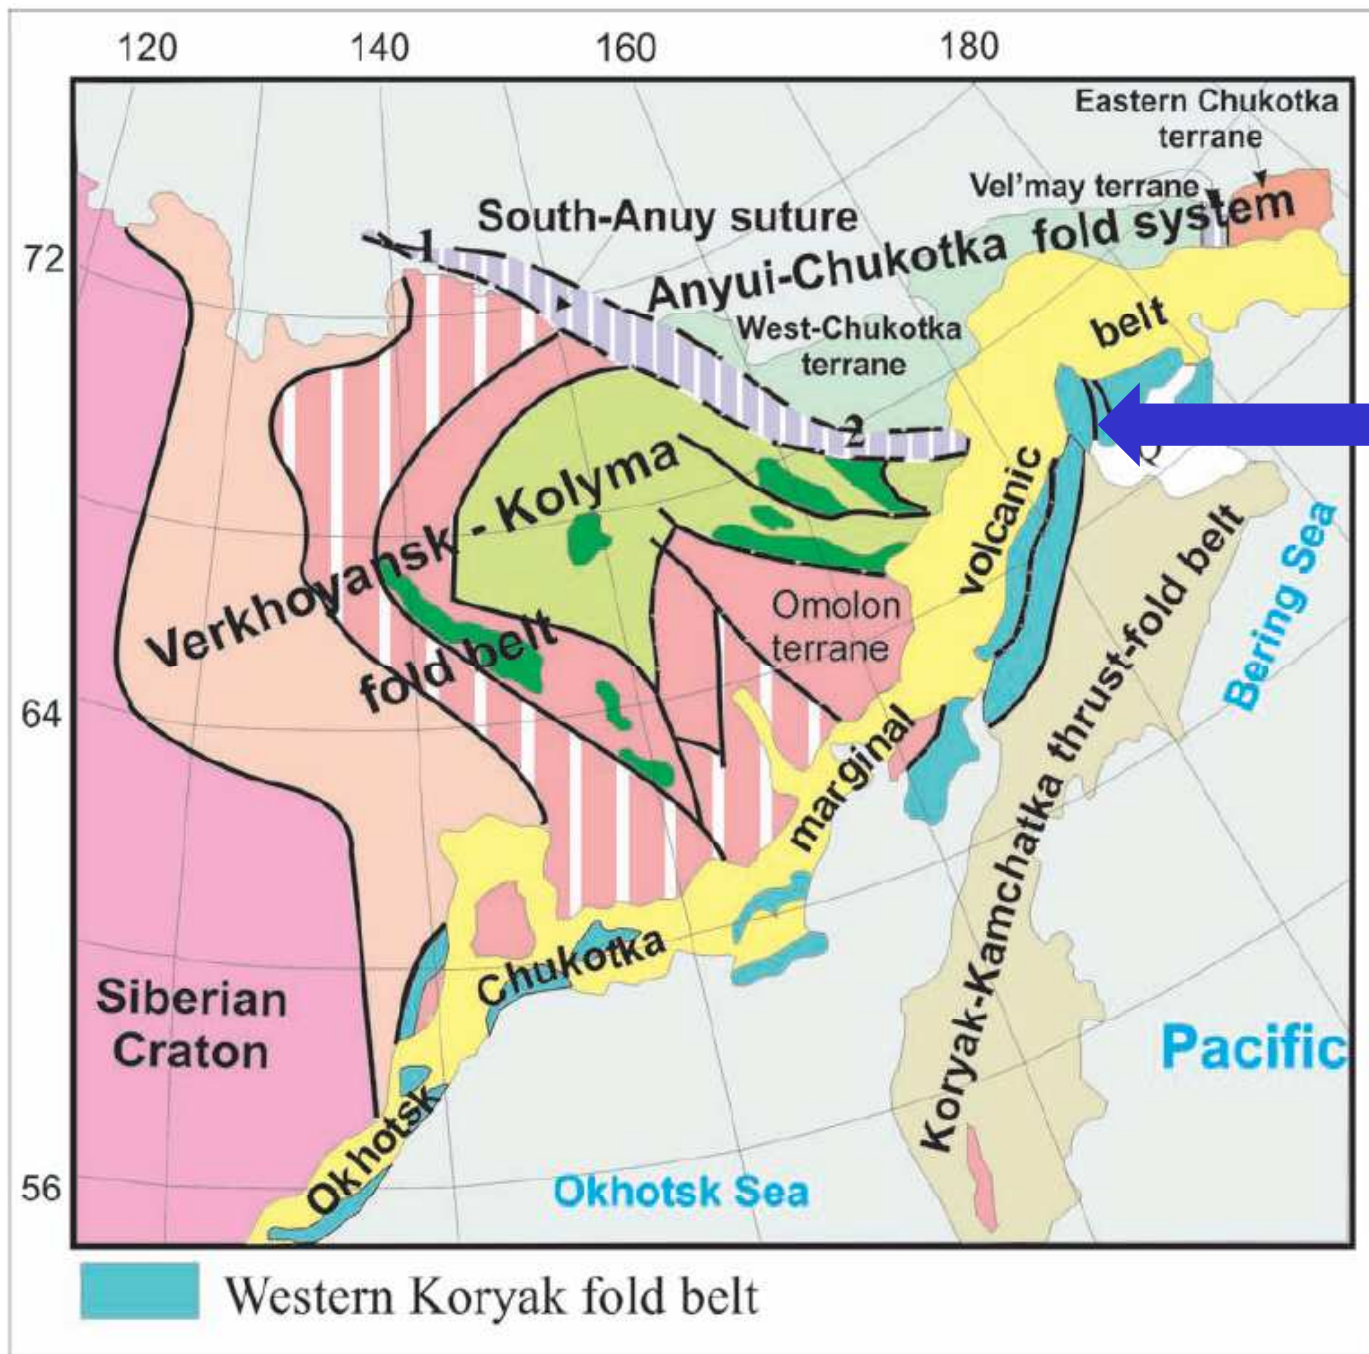 120 140 160 180
Eastern Chukotka
terrane
Vel'may terrane
South-Anuy suture
1
72
Anyui-Chukotka fold system
West-Chukotka
terrane
belt
2
Verkhoyansk - Kolyma
fold belt
volcanic
Omolon
terrane
Bering Sea
64
marginal
Koryak-Kamchatka thrust-fold belt
Chukotka
Siberian
Craton
Pacific
Okhotsk
56
Okhotsk Sea
Western Koryak fold belt